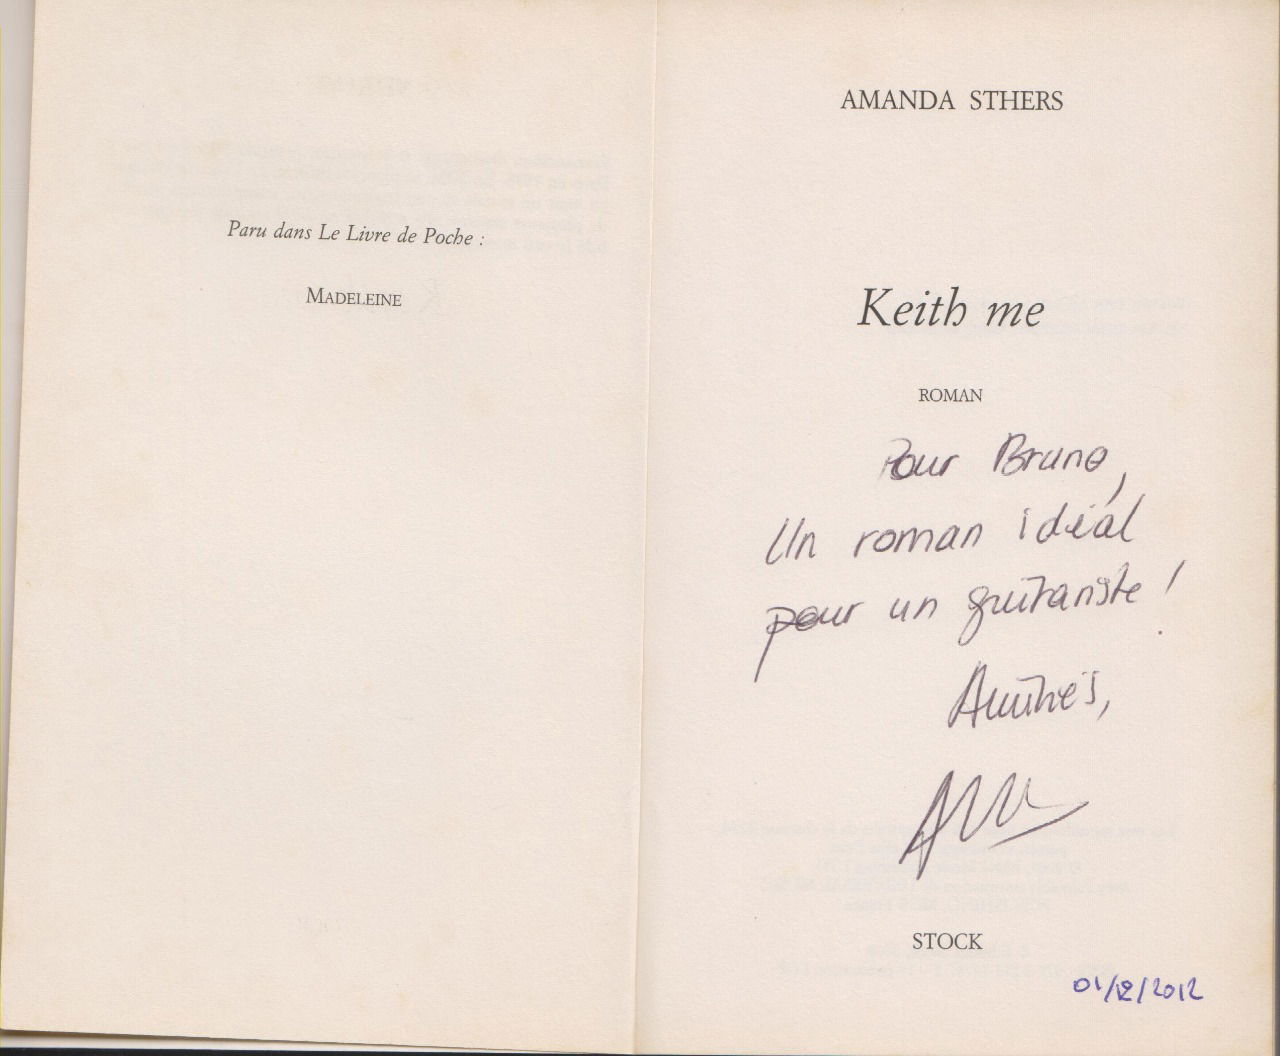 Paru dans Le Livre de Poche :
MADELEINE
AMANDA STHERS
Keith me
ROMAN
Pour Bruno,
Un roman idéal
pour un guitariste !
Amitiés,
STOCK
01/12/2012